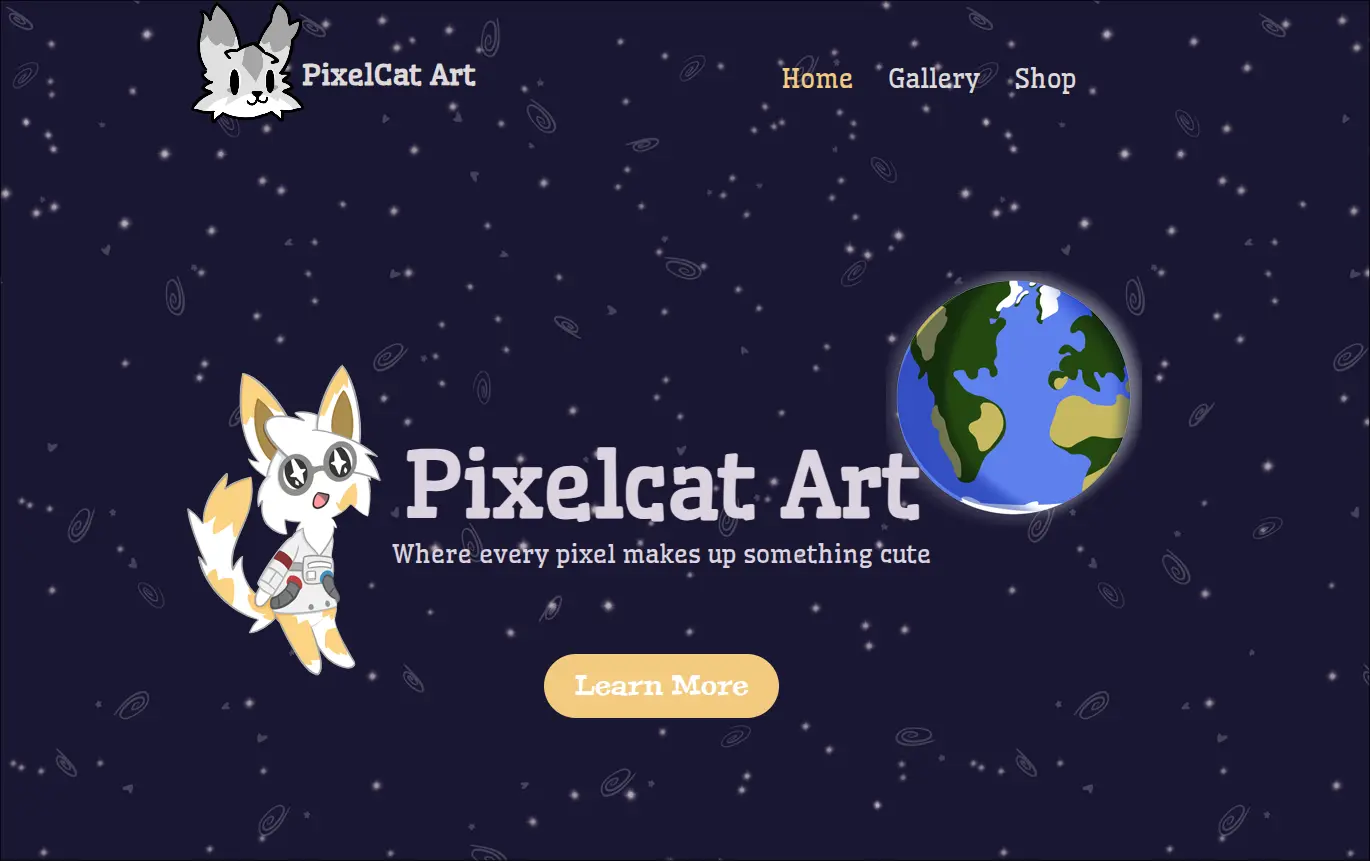 PixelCat Art
Home Gallery Shop
Pixelcat Art
Where every pixel makes up something cute
Learn More